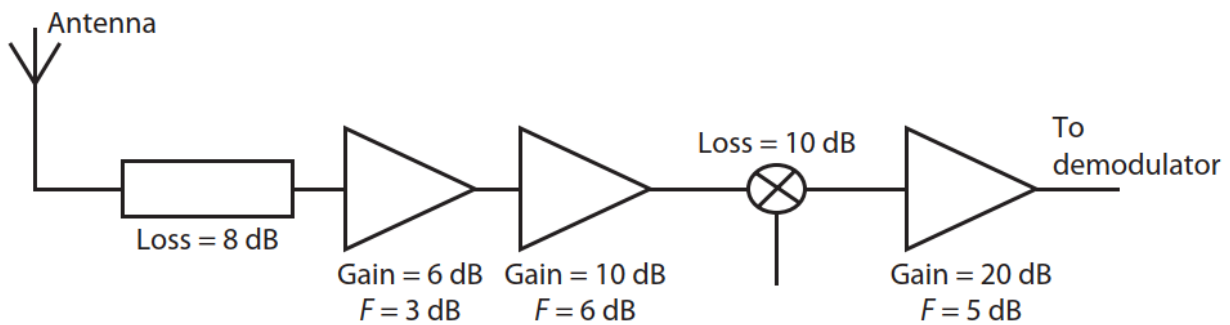 Antenna
Loss = 8 dB
Gain = 6 dB
F = 3 dB
Gain = 10 dB
F = 6 dB
Loss = 10 dB
Gain = 20 dB
F = 5 dB
To
demodulator